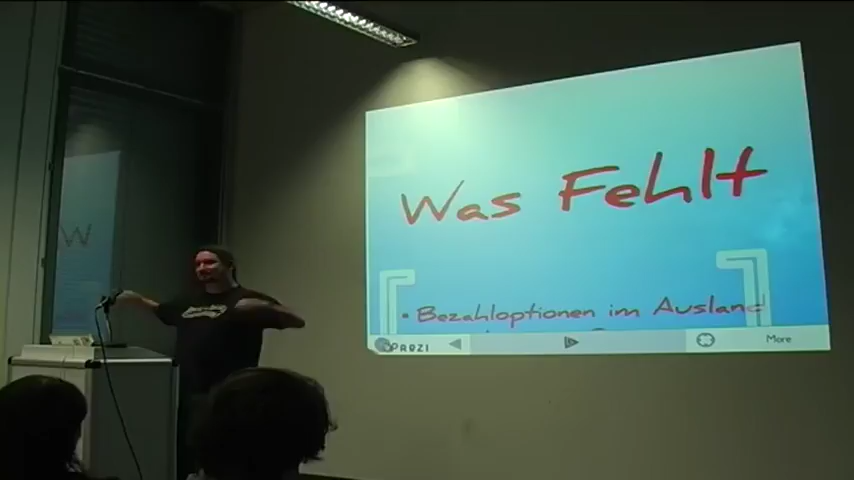 Was Fehlt
• Bezahloptionen im Ausland
PREZI
More
W